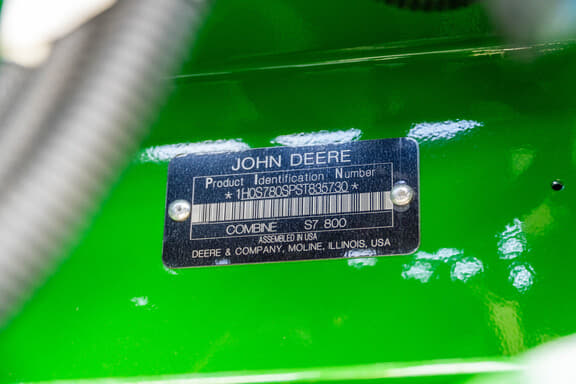 JOHN DEERE
Product Identification Number
*1H0S780SPST835730*
COMBINE S7 800
ASSEMBLED IN USA
DEERE & COMPANY, MOLINE, ILLINOIS, USA